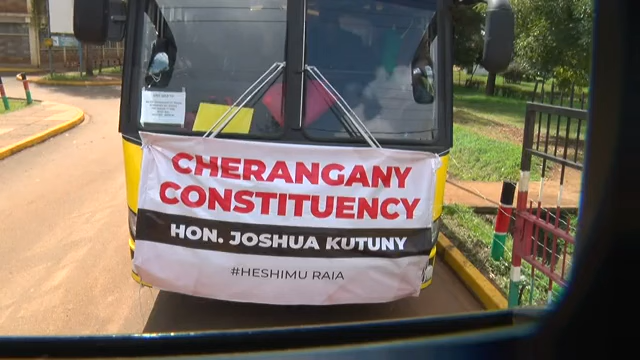 CHERANGANY
CONSTITUENCY
HON. JOSHUA KUTUNY
#HESHIMU RAIA